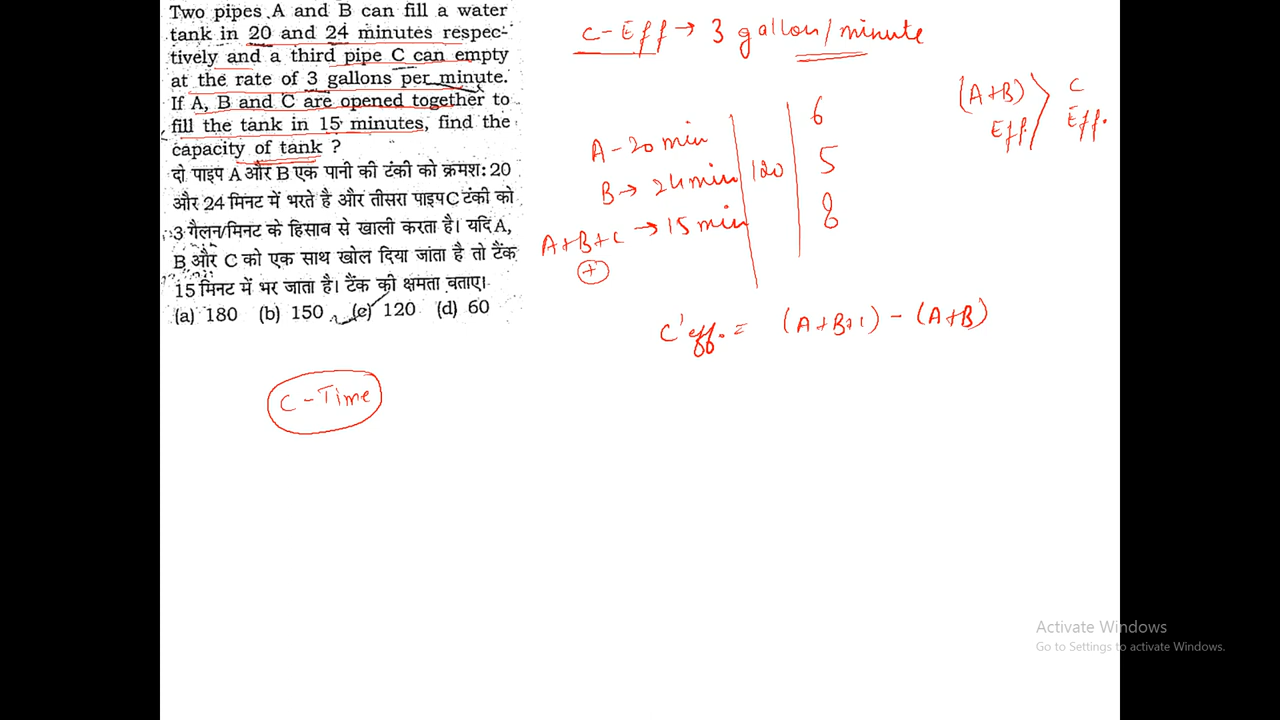 Two pipes A and B can fill a water
tank in 20 and 24 minutes respec-
tively and a third pipe C can empty
at the rate of 3 gallons per minute.
If A, B and C are opened together to
fill the tank in 15 minutes, find the
capacity of tank ?
दो पाइप A और B एक पानी की टंकी को क्रमश: 20
और 24 मिनट में भरते है और तीसरा पाइप C टंकी को
3 गैलन/मिनट के हिसाब से खाली करता है। यदि A,
B और C को एक साथ खोल दिया जाता है तो टैंक
15 मिनट में भर जाता है। टैंक की क्षमता बताए।
(a) 180 (b) 150 (c) 120 (d) 60
C - Time
C - Eff → 3 gallon/minute
(A+B) C
Eff. Eff.
A - 20 min 6
B → 24 min 120 5
A+B+C → 15 min 8
+
C' eff. = (A+B+C) - (A+B)
Activate Windows
Go to Settings to activate Windows.